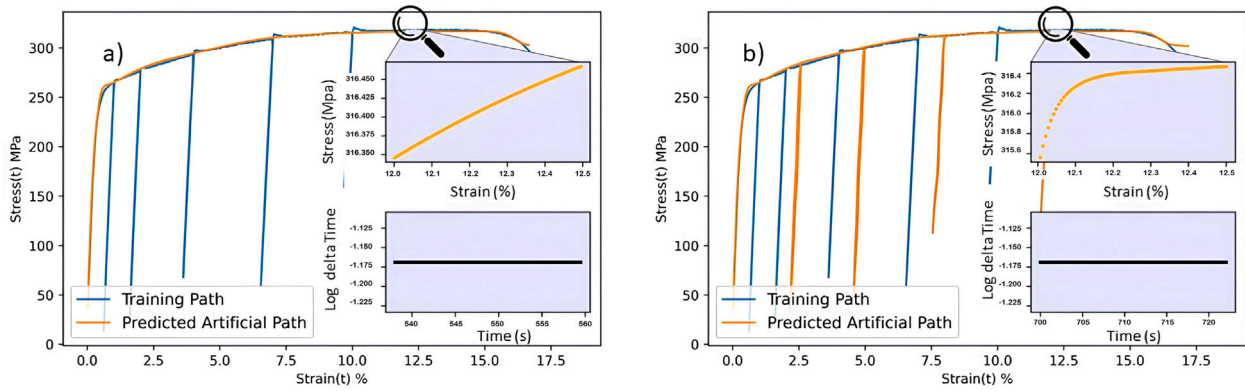 a)
Stress(t) MPa
300
250
200
150
100
50
0
0.0 2.5 5.0 7.5 10.0 12.5 15.0 17.5
Strain(t) %
Training Path
Predicted Artificial Path
Stress (Mpa)
316.450
316.425
316.400
316.375
316.350
12.0 12.1 12.2 12.3 12.4 12.5
Strain (%)
Log delta Time
-1.125
-1.150
-1.175
-1.200
-1.225
540 545 550 555 560
Time (s)
b)
Stress(t) MPa
300
250
200
150
100
50
0
0.0 2.5 5.0 7.5 10.0 12.5 15.0 17.5
Strain(t) %
Training Path
Predicted Artificial Path
Stress (Mpa)
316.4
316.2
316.0
315.8
315.6
12.0 12.1 12.2 12.3 12.4 12.5
Strain (%)
Log delta Time
-1.125
-1.150
-1.175
-1.200
-1.225
700 705 710 715 720
Time (s)